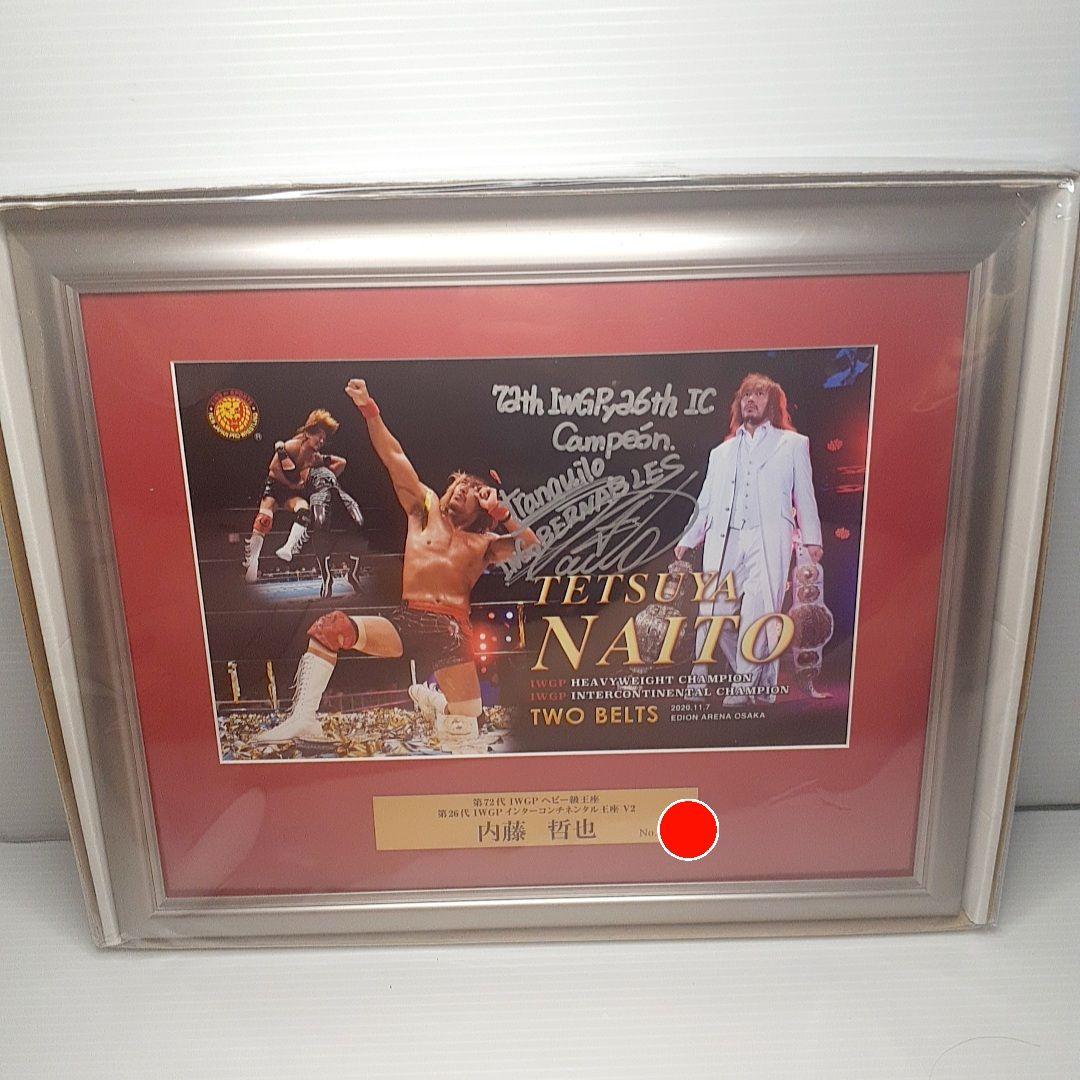 72th IWGPy26th IC
Campeón.
tranquilo
INGOBERNABLES
Naito
TETSUYA
NAITO
IWGP HEAVYWEIGHT CHAMPION
IWGP INTERCONTINENTAL CHAMPION
TWO BELTS
2020.11.7
EDION ARENA OSAKA
第72代 IWGP ヘビー級王座
第26代 IWGP インターコンチネンタル王座 V2
内藤 哲也
No.